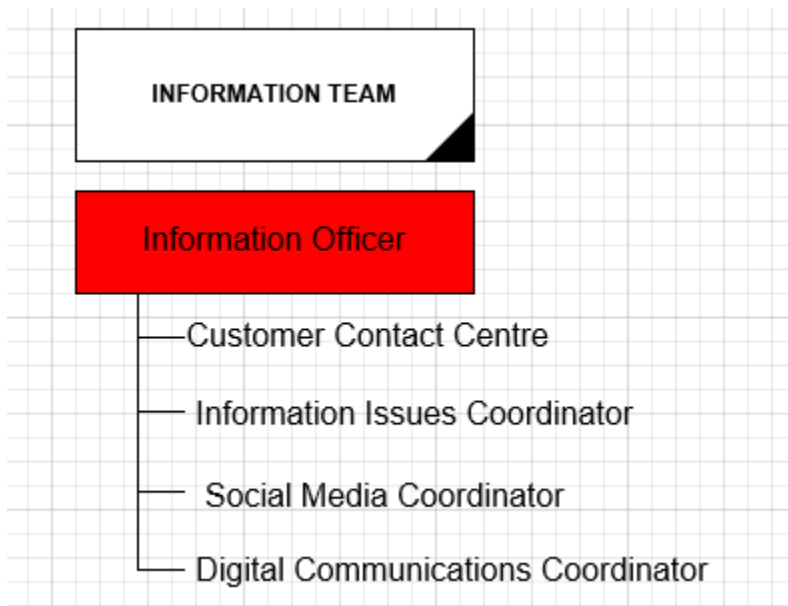 INFORMATION TEAM
Information Officer
Customer Contact Centre
Information Issues Coordinator
Social Media Coordinator
Digital Communications Coordinator